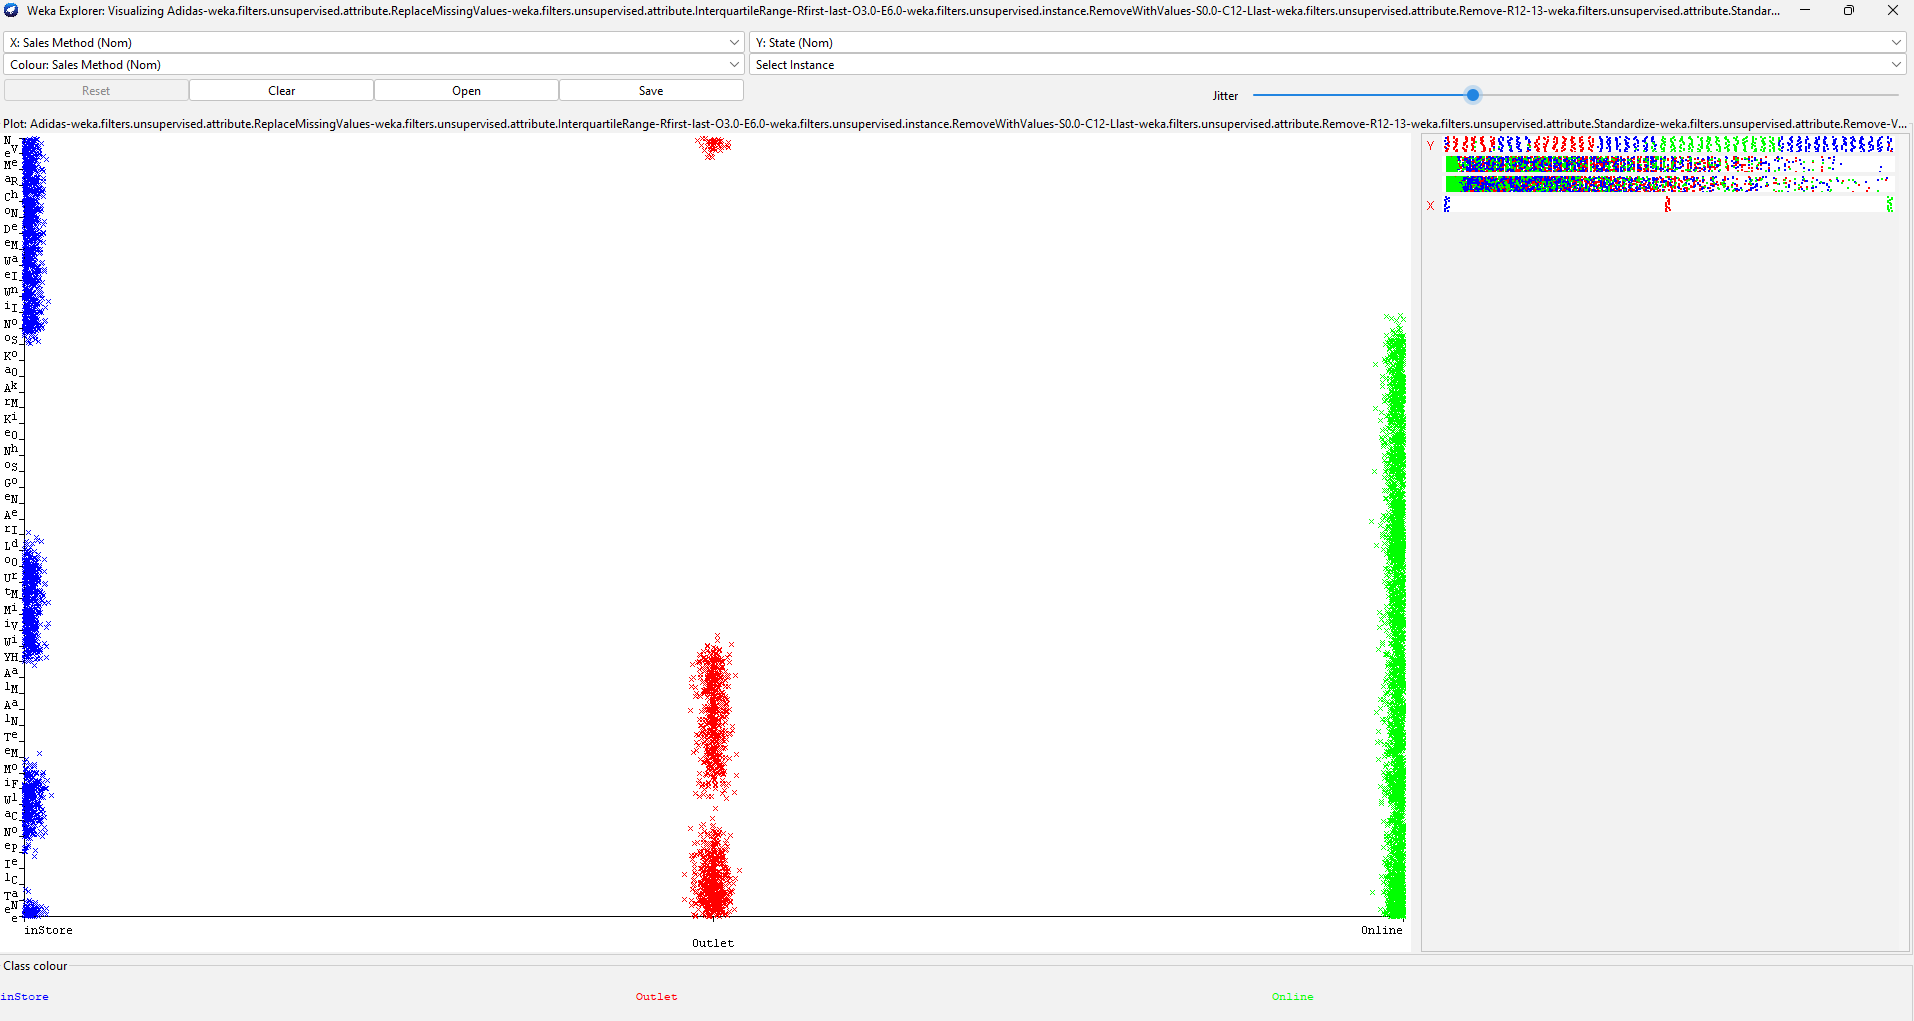 Weka Explorer: Visualizing Adidas-weka.filters.unsupervised.attribute.ReplaceMissingValues-weka.filters.unsupervised.attribute.InterquartileRange-Rfirst-last-O3.0-E6.0-weka.filters.unsupervised.instance.RemoveWithValues-S0.0-C12-Llast-weka.filters.unsupervised.attribute.Remove-R12-13-weka.filters.unsupervised.attribute.Standar...
X: Sales Method (Nom)
Y: State (Nom)
Colour: Sales Method (Nom)
Select Instance
Reset
Clear
Open
Save
Jitter
Plot: Adidas-weka.filters.unsupervised.attribute.ReplaceMissingValues-weka.filters.unsupervised.attribute.InterquartileRange-Rfirst-last-O3.0-E6.0-weka.filters.unsupervised.instance.RemoveWithValues-S0.0-C12-Llast-weka.filters.unsupervised.attribute.Remove-R12-13-weka.filters.unsupervised.attribute.Standardize-weka.filters.unsupervised.attribute.Remove-V...
Y
X
inStore
Outlet
Online
Class colour
inStore
Outlet
Online